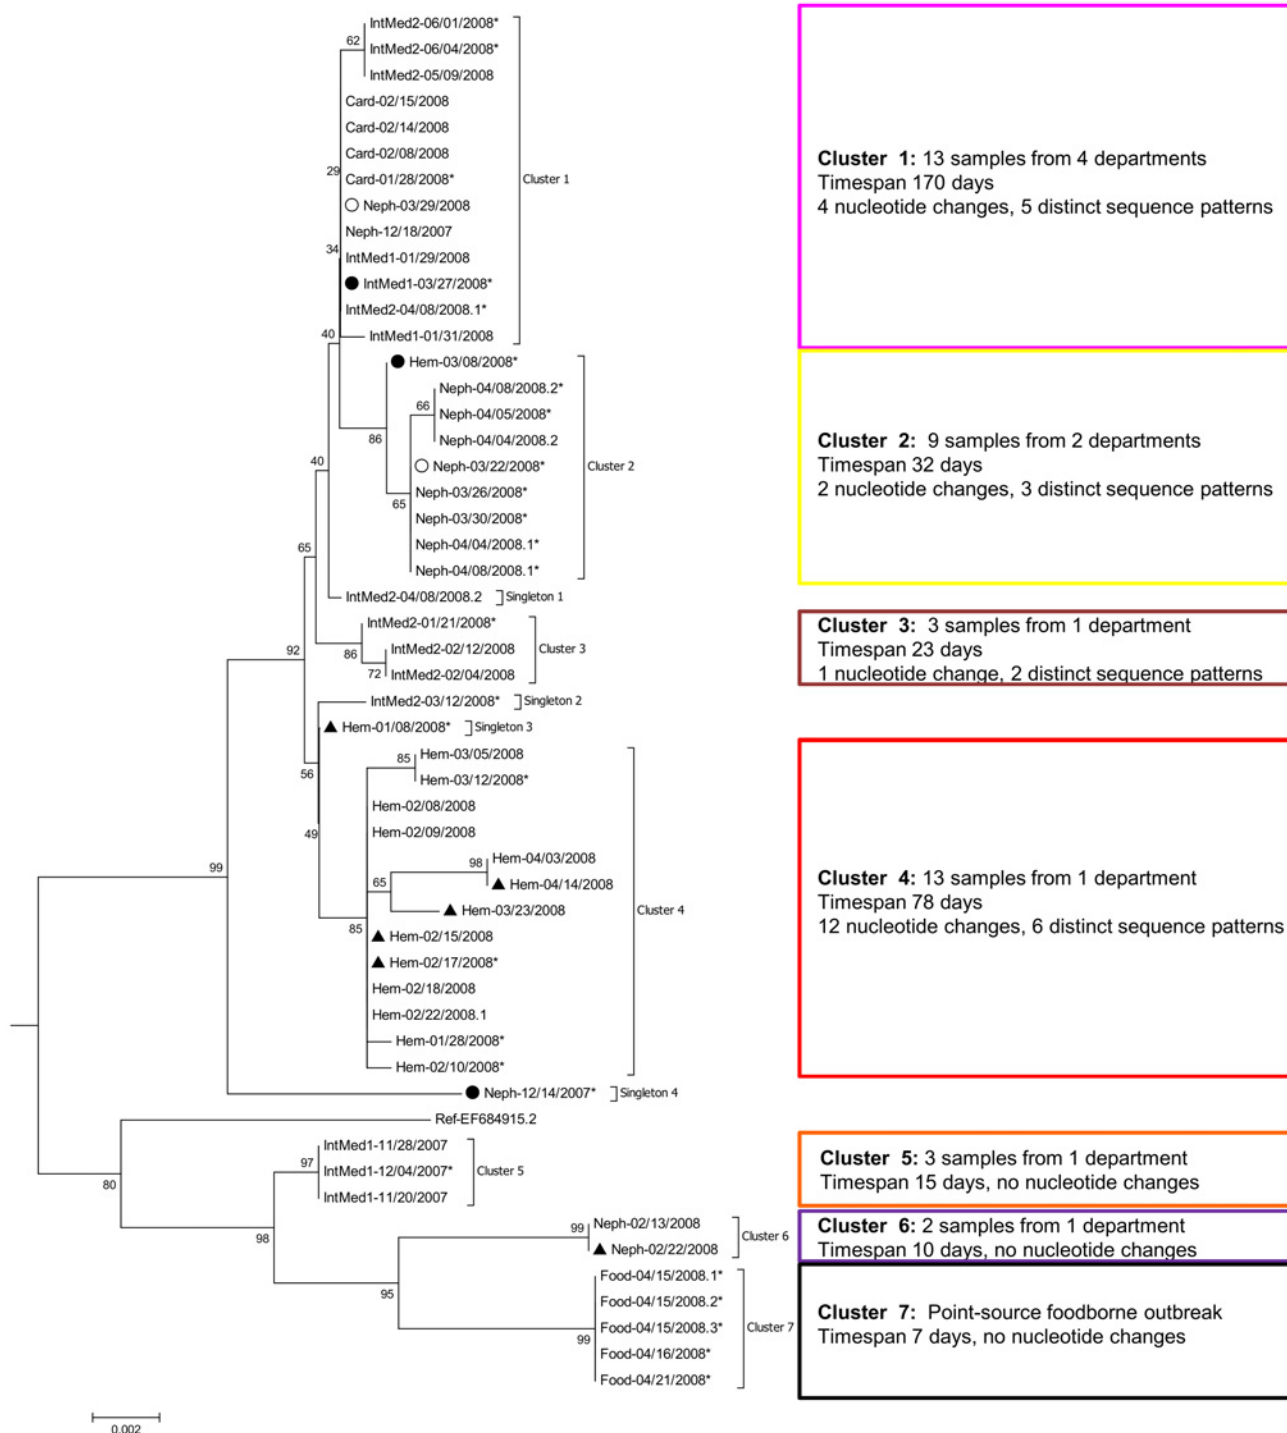 IntMed2-06/01/2008*
62
IntMed2-06/04/2008*
IntMed2-05/09/2008
Card-02/15/2008
Card-02/14/2008
Card-02/08/2008
29
Card-01/28/2008*
Cluster 1
Neph-03/29/2008
Neph-12/18/2007
34
IntMed1-01/29/2008
IntMed1-03/27/2008*
IntMed2-04/08/2008.1*
40
IntMed1-01/31/2008
Hem-03/08/2008*
Neph-04/08/2008.2*
66
Neph-04/05/2008*
86
Neph-04/04/2008.2
40
Neph-03/22/2008*
Cluster 2
Neph-03/26/2008*
65
Neph-03/30/2008*
Neph-04/04/2008.1*
65
Neph-04/08/2008.1*
IntMed2-04/08/2008.2
Singleton 1
IntMed2-01/21/2008*
92
86
IntMed2-02/12/2008
Cluster 3
72
IntMed2-02/04/2008
IntMed2-03/12/2008*
Singleton 2
Hem-01/08/2008*
Singleton 3
Hem-03/05/2008
85
56
Hem-03/12/2008*
Hem-02/08/2008
49
Hem-02/09/2008
Hem-04/03/2008
98
99
65
Hem-04/14/2008
Hem-03/23/2008
Cluster 4
85
Hem-02/15/2008
Hem-02/17/2008*
Hem-02/18/2008
Hem-02/22/2008.1
Hem-01/28/2008*
Hem-02/10/2008*
Neph-12/14/2007*
Singleton 4
Ref-EF684915.2
IntMed1-11/28/2007
97
IntMed1-12/04/2007*
Cluster 5
80
IntMed1-11/20/2007
Neph-02/13/2008
99
98
Cluster 6
Neph-02/22/2008
Food-04/15/2008.1*
95
Food-04/15/2008.2*
Food-04/15/2008.3*
Cluster 7
99
Food-04/16/2008*
Food-04/21/2008*
0.002
Cluster 1: 13 samples from 4 departments
Timespan 170 days
4 nucleotide changes, 5 distinct sequence patterns
Cluster 2: 9 samples from 2 departments
Timespan 32 days
2 nucleotide changes, 3 distinct sequence patterns
Cluster 3: 3 samples from 1 department
Timespan 23 days
1 nucleotide change, 2 distinct sequence patterns
Cluster 4: 13 samples from 1 department
Timespan 78 days
12 nucleotide changes, 6 distinct sequence patterns
Cluster 5: 3 samples from 1 department
Timespan 15 days, no nucleotide changes
Cluster 6: 2 samples from 1 department
Timespan 10 days, no nucleotide changes
Cluster 7: Point-source foodborne outbreak
Timespan 7 days, no nucleotide changes